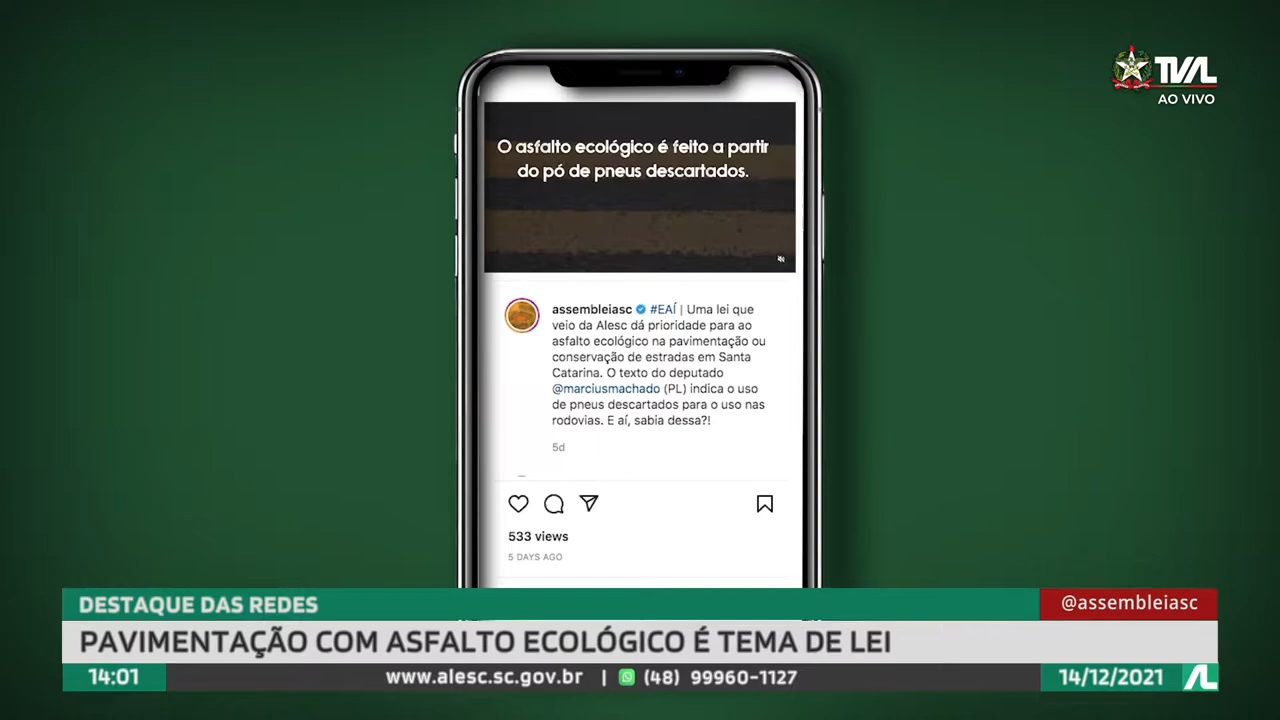 TVAL
AO VIVO
O asfalto ecológico é feito a partir
do pó de pneus descartados.
assembleiasc #EAÍ | Uma lei que
veio da Alesc dá prioridade para ao
asfalto ecológico na pavimentação ou
conservação de estradas em Santa
Catarina. O texto do deputado
@marciusmachado (PL) indica o uso
de pneus descartados para o uso nas
rodovias. E aí, sabia dessa?!
5d
533 views
5 DAYS AGO
DESTAQUE DAS REDES
@assembleiasc
PAVIMENTAÇÃO COM ASFALTO ECOLÓGICO É TEMA DE LEI
14:01
www.alesc.sc.gov.br | (48) 99960-1127
14/12/2021
AL